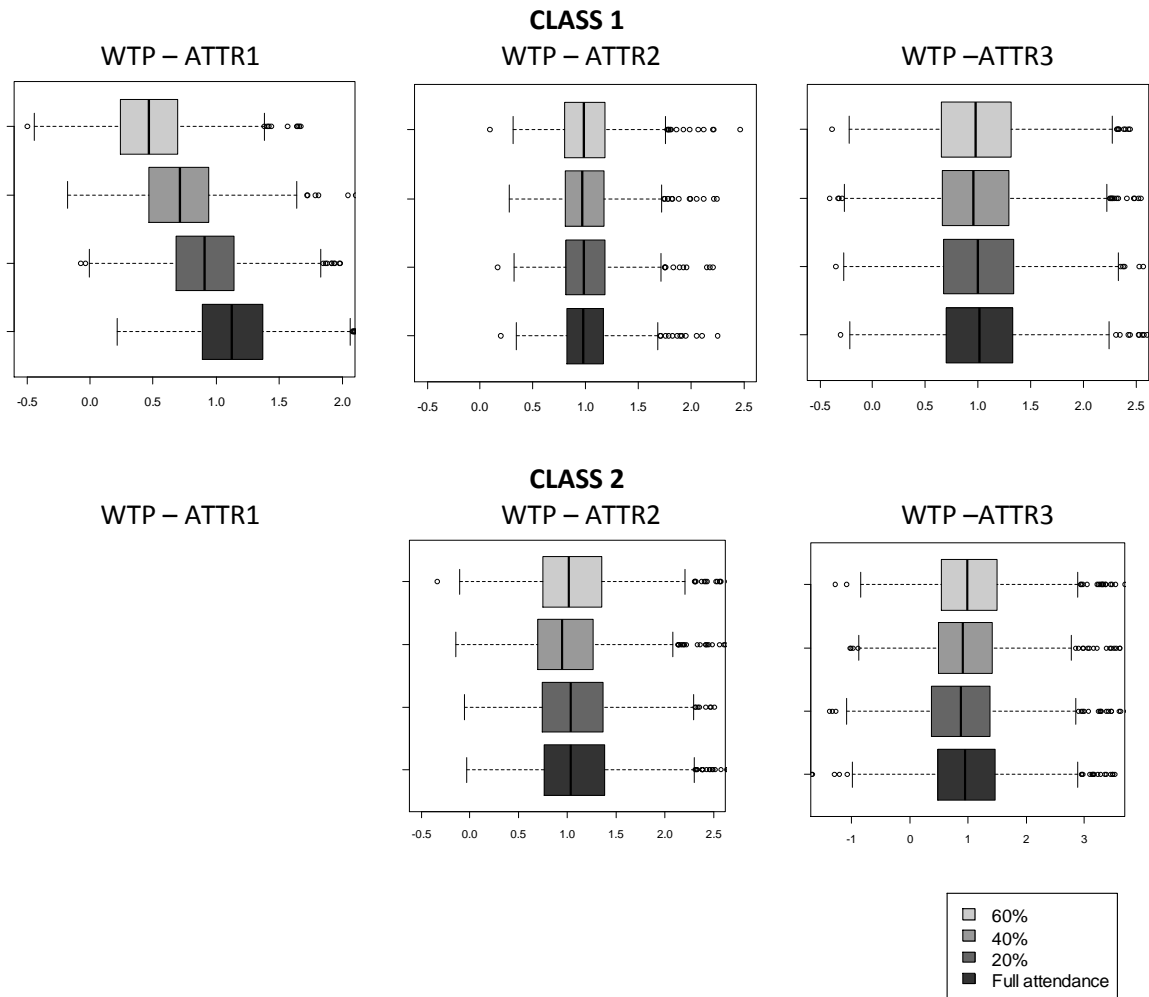 CLASS 1
WTP – ATTR1 WTP – ATTR2 WTP –ATTR3
-0.5 0.0 0.5 1.0 1.5 2.0 -0.5 0.0 0.5 1.0 1.5 2.0 2.5 -0.5 0.0 0.5 1.0 1.5 2.0 2.5
CLASS 2
WTP – ATTR1 WTP – ATTR2 WTP –ATTR3
-0.5 0.0 0.5 1.0 1.5 2.0 2.5 -1 0 1 2 3
60%
40%
20%
Full attendance